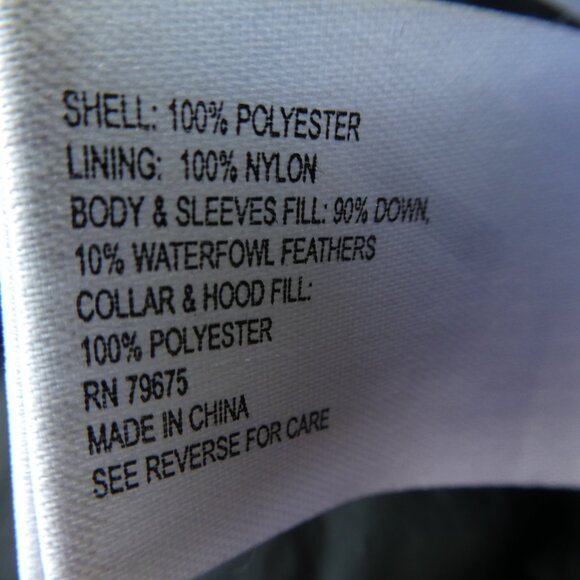 SHELL: 100% POLYESTER
LINING: 100% NYLON
BODY & SLEEVES FILL: 90% DOWN,
10% WATERFOWL FEATHERS
COLLAR & HOOD FILL:
100% POLYESTER
RN 79675
MADE IN CHINA
SEE REVERSE FOR CARE